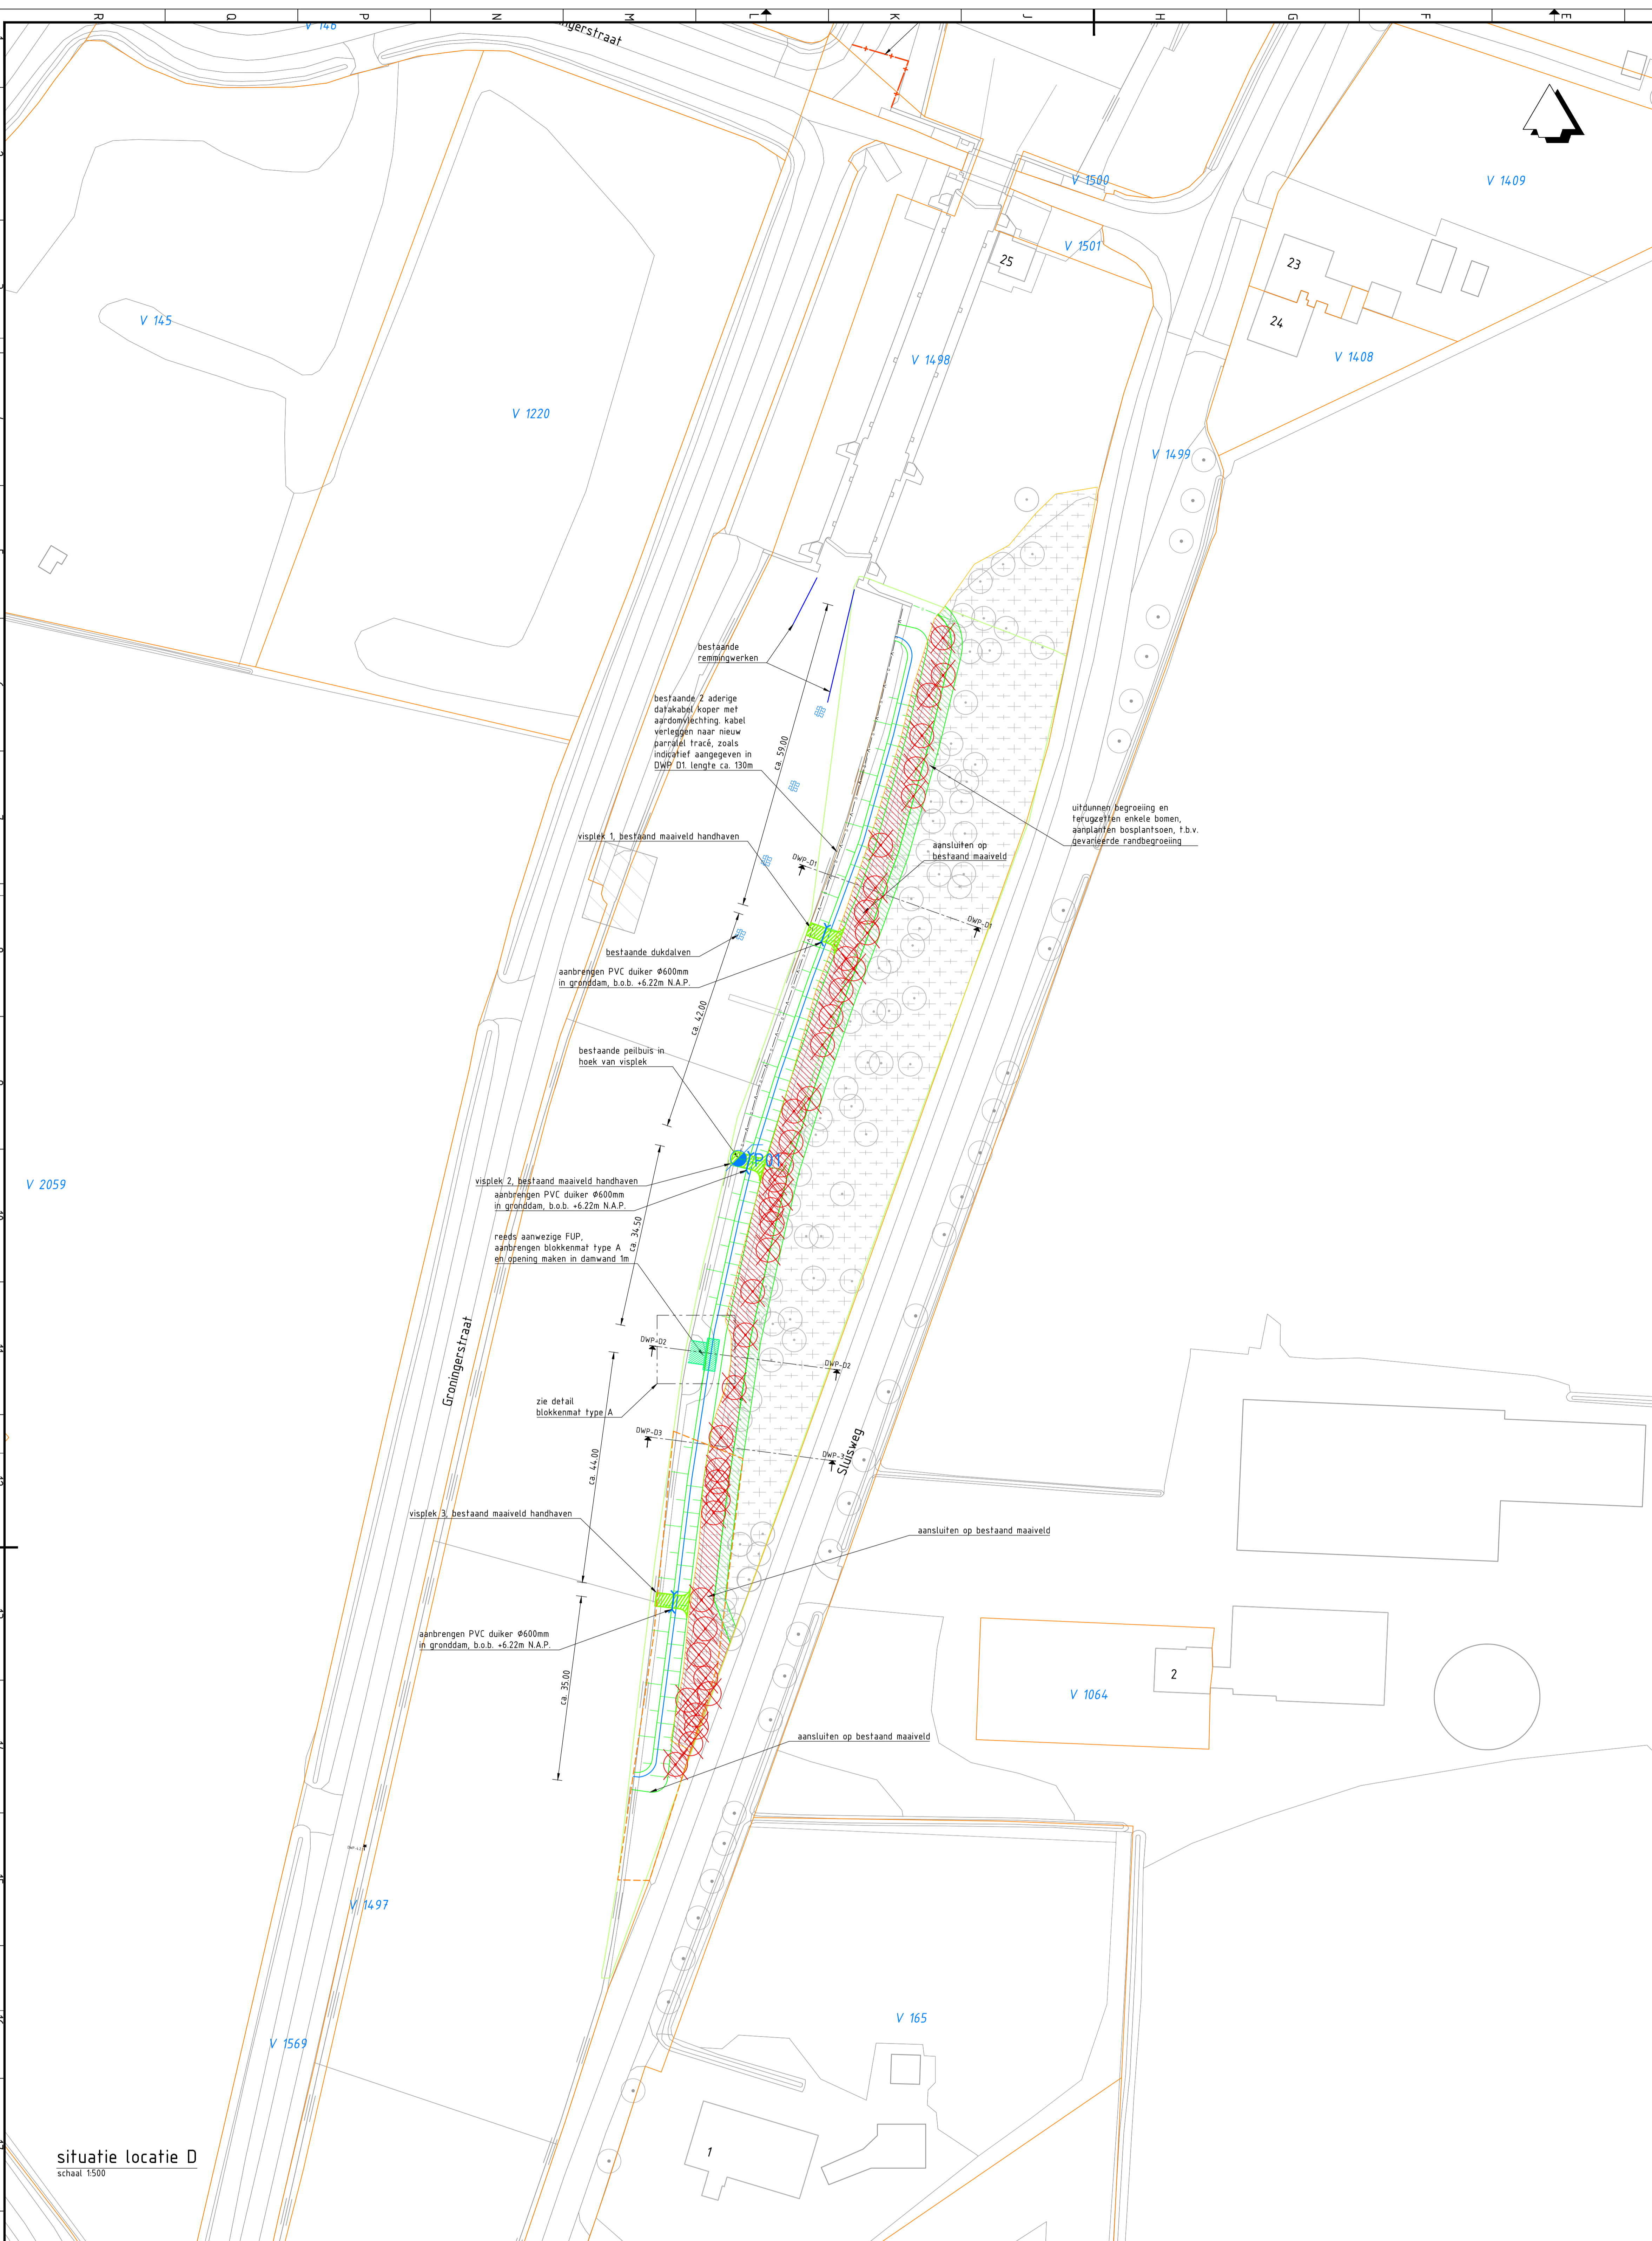 R Q P N M L K J H G F E
V 146
ngerstraat
V 1500
V 1409
V 1501
25
23
24
V 145
V 1498
V 1408
V 1220
V 1499
bestaande
remmingwerken
bestaande 2 aderige
datakabel koper met
aardomvlechting. kabel
verleggen naar nieuw
parralel tracé, zoals
indicatief aangegeven in
DWP D1. lengte ca. 130m
ca. 59.00
uitdunnen begroeiing en
terugzetten enkele bomen,
aanplanten bosplantsoen, t.b.v.
gevarieerde randbegroeiing
visplek 1, bestaand maaiveld handhaven
aansluiten op
bestaand maaiveld
DWP-D1
DWP-D1
bestaande dukdalven
aanbrengen PVC duiker Ø600mm
in gronddam, b.o.b. +6.22m N.A.P.
ca. 42.00
bestaande peilbuis in
hoek van visplek
P01
visplek 2, bestaand maaiveld handhaven
V 2059
aanbrengen PVC duiker Ø600mm
in gronddam, b.o.b. +6.22m N.A.P.
ca. 34.50
reeds aanwezige FUP,
aanbrengen blokkenmat type A
en opening maken in damwand 1m
DWP-D2
DWP-D2
Groningerstraat
zie detail
blokkenmat type A
DWP-D3
DWP-3
Sluisweg
ca. 44.00
visplek 3, bestaand maaiveld handhaven
aansluiten op bestaand maaiveld
aanbrengen PVC duiker Ø600mm
in gronddam, b.o.b. +6.22m N.A.P.
2
V 1064
ca. 35.00
aansluiten op bestaand maaiveld
V 1497
V 165
V 1569
1
situatie locatie D
schaal 1:500